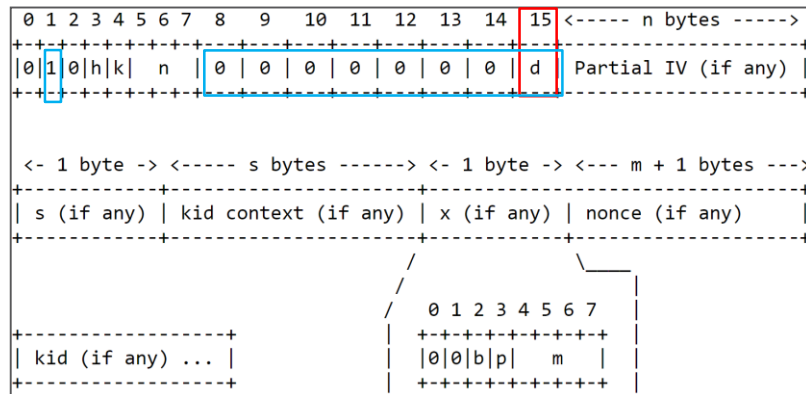 0 1 2 3 4 5 6 7 8 9 10 11 12 13 14 15 <----- n bytes ----->
+-+-+-+-+-+-+-+-+---+---+---+---+---+---+---+---+---------------------+
|0|1|0|h|k| n | 0 | 0 | 0 | 0 | 0 | 0 | 0 | d | Partial IV (if any) |
+-+-+-+-+-+-+-+-+---+---+---+---+---+---+---+---+---------------------+
<- 1 byte -> <----- s bytes ------> <- 1 byte -> <--- m + 1 bytes --->
+------------+----------------------+------------+--------------------+
| s (if any) | kid context (if any) | x (if any) | nonce (if any) |
+------------+----------------------+------------+--------------------+
/ \____
/ |
/ 0 1 2 3 4 5 6 7 |
+------------------+ | +-+-+-+-+-+-+-+-+ |
| kid (if any) ... | | |0|0|b|p| m | |
+------------------+ | +-+-+-+-+-+-+-+-+ |